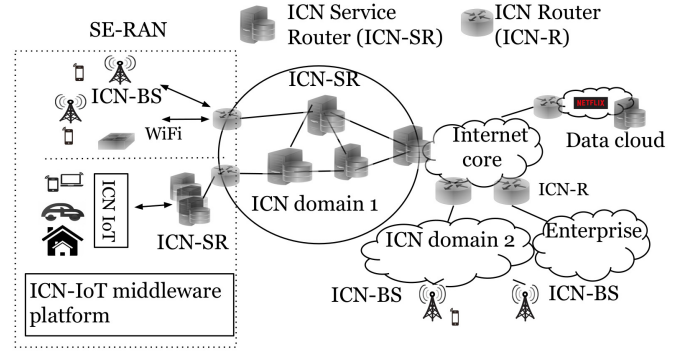 SE-RAN
ICN Service
Router (ICN-SR)
ICN Router
(ICN-R)
ICN-BS
WiFi
ICN IoT
ICN-SR
ICN-IoT middleware
platform
ICN-SR
ICN domain 1
Internet
core
NETFLIX
Data cloud
ICN-R
ICN domain 2
Enterprise
ICN-BS
ICN-BS